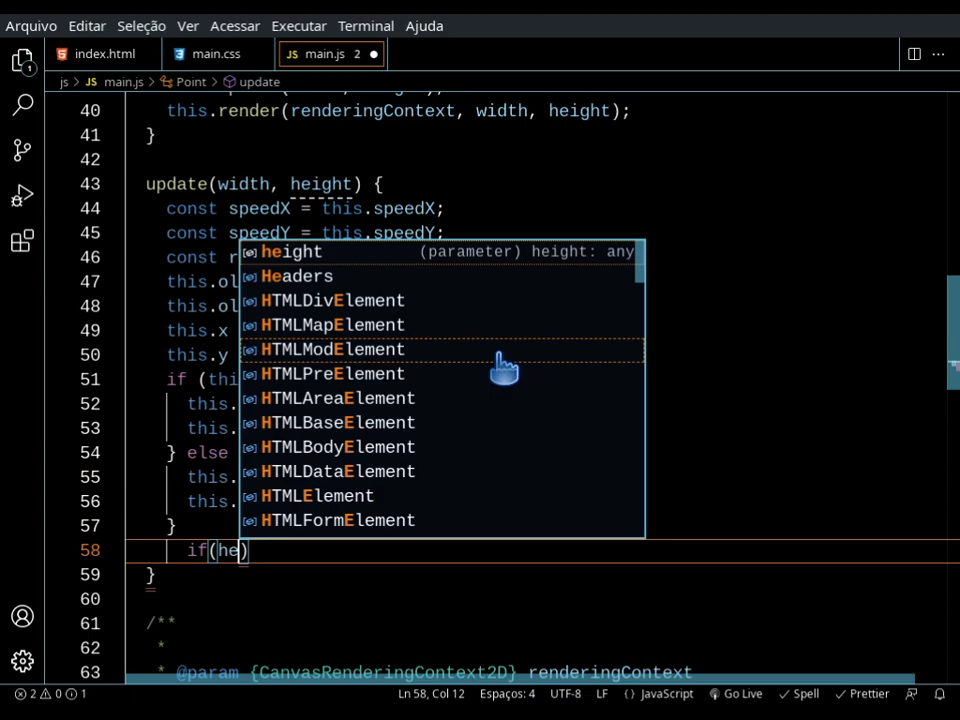 Arquivo Editar Seleção Ver Acessar Executar Terminal Ajuda
index.html main.css JS main.js 2
js > JS main.js > Point > update
40 this.render(renderingContext, width, height);
41 }
42
43 update(width, height) {
44 const speedX = this.speedX;
45 const speedY = this.speedY;
46 const r
47 this.ol
48 this.ol
49 this.x
50 this.y
51 if (thi
52 this.
53 this.
54 } else
55 this.
56 this.
57 }
58 if(he)
59 }
60
61 /**
62 *
63 * @param {CanvasRenderingContext2D} renderingContext
height (parameter) height: any
Headers
HTMLDivElement
HTMLMapElement
HTMLModElement
HTMLPreElement
HTMLAreaElement
HTMLBaseElement
HTMLBodyElement
HTMLDataElement
HTMLElement
HTMLFormElement
1
2 0 1 Ln 58, Col 12 Espaços: 4 UTF-8 LF {} JavaScript Go Live Spell Prettier